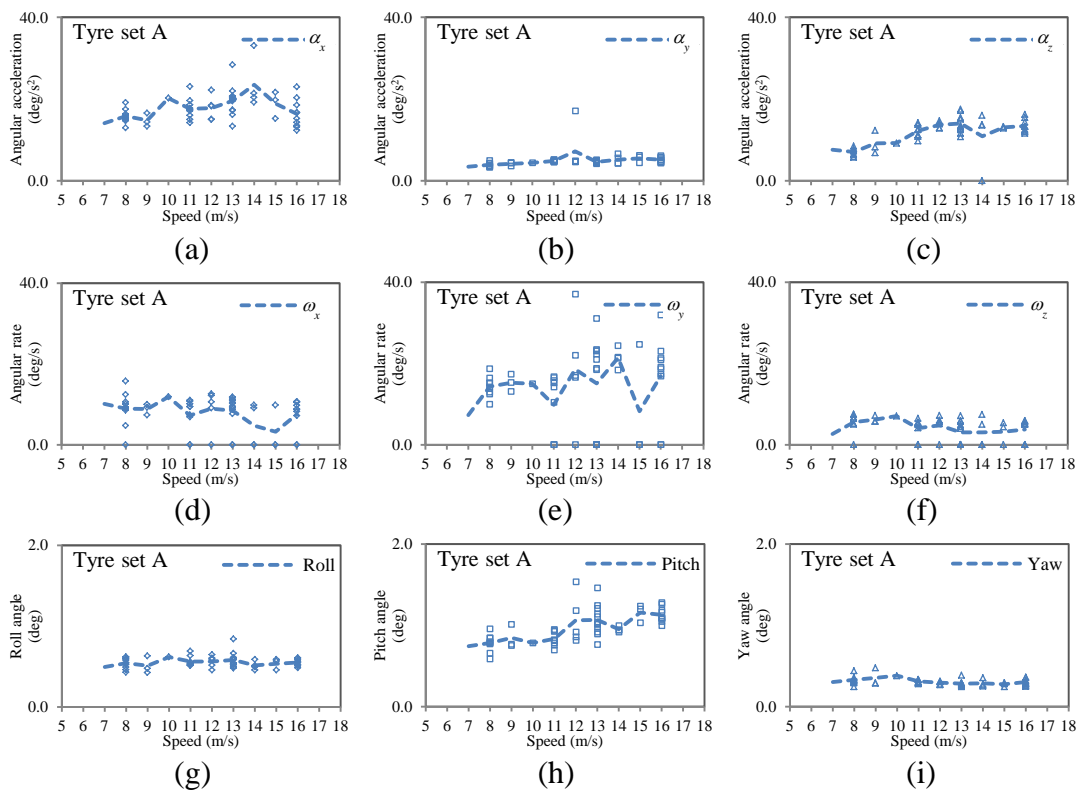 40.0
Tyre set A
αx
Angular acceleration
(deg/s²)
0.0
5 6 7 8 9 10 11 12 13 14 15 16 17 18
Speed (m/s)
(a)
40.0
Tyre set A
αy
Angular acceleration
(deg/s²)
0.0
5 6 7 8 9 10 11 12 13 14 15 16 17 18
Speed (m/s)
(b)
40.0
Tyre set A
αz
Angular acceleration
(deg/s²)
0.0
5 6 7 8 9 10 11 12 13 14 15 16 17 18
Speed (m/s)
(c)
40.0
Tyre set A
ωx
Angular rate
(deg/s)
0.0
5 6 7 8 9 10 11 12 13 14 15 16 17 18
Speed (m/s)
(d)
40.0
Tyre set A
ωy
Angular rate
(deg/s)
0.0
5 6 7 8 9 10 11 12 13 14 15 16 17 18
Speed (m/s)
(e)
40.0
Tyre set A
ωz
Angular rate
(deg/s)
0.0
5 6 7 8 9 10 11 12 13 14 15 16 17 18
Speed (m/s)
(f)
2.0
Tyre set A
Roll
Roll angle
(deg)
0.0
5 6 7 8 9 10 11 12 13 14 15 16 17 18
Speed (m/s)
(g)
2.0
Tyre set A
Pitch
Pitch angle
(deg)
0.0
5 6 7 8 9 10 11 12 13 14 15 16 17 18
Speed (m/s)
(h)
2.0
Tyre set A
Yaw
Yaw angle
(deg)
0.0
5 6 7 8 9 10 11 12 13 14 15 16 17 18
Speed (m/s)
(i)